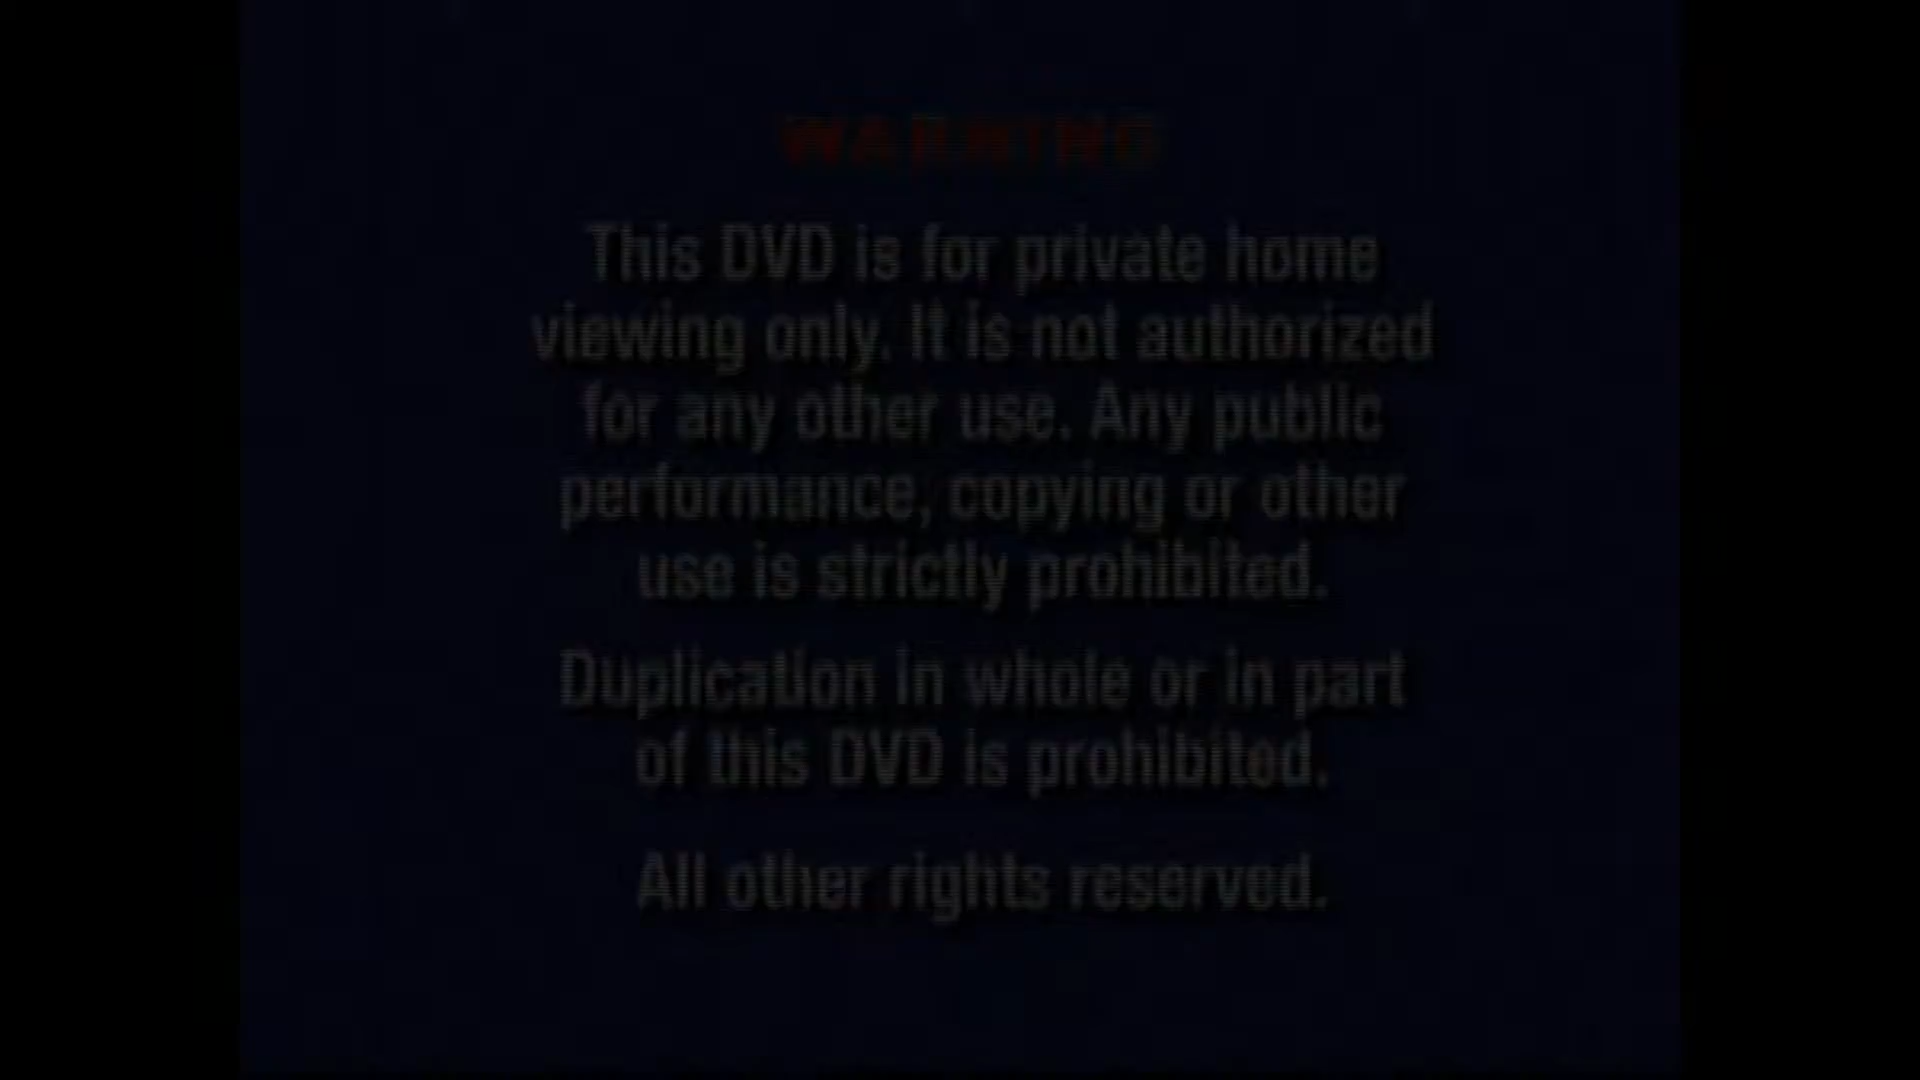 WARNING
This DVD is for private home
viewing only. It is not authorized
for any other use. Any public
performance, copying or other
use is strictly prohibited.
Duplication in whole or in part
of this DVD is prohibited.
All other rights reserved.